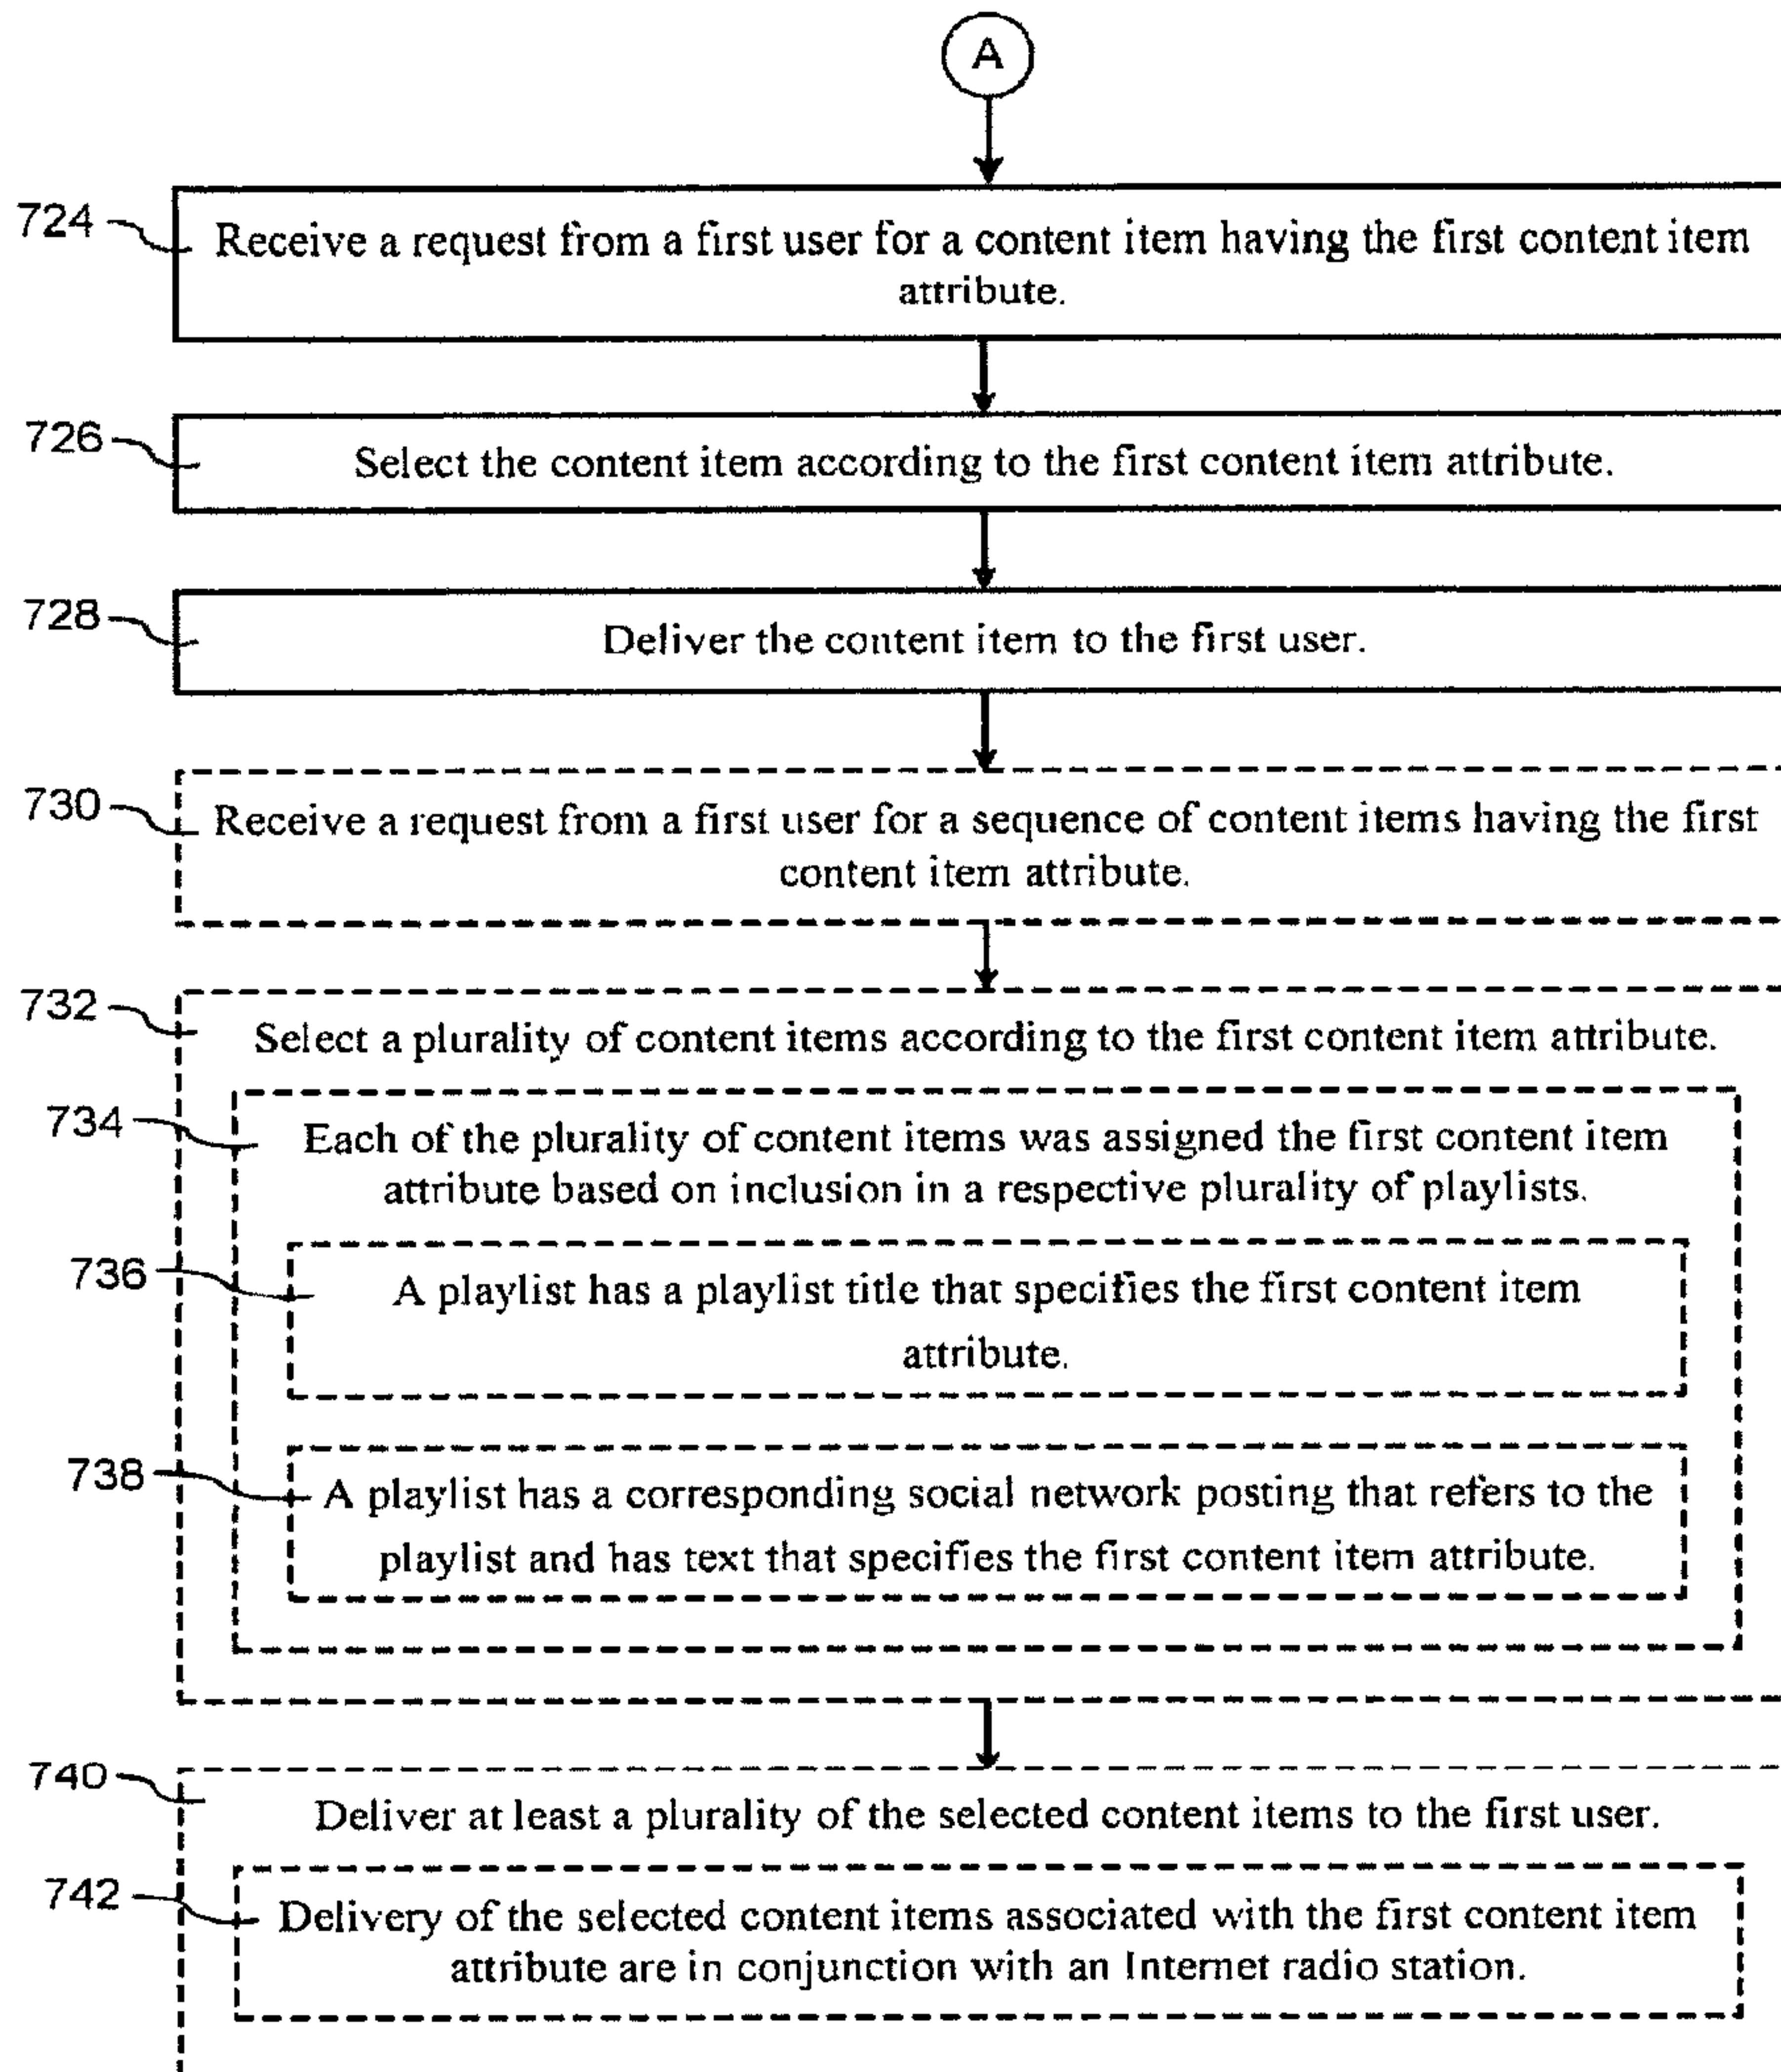 A
724
Receive a request from a first user for a content item having the first content item
attribute.
726
Select the content item according to the first content item attribute.
728
Deliver the content item to the first user.
730
Receive a request from a first user for a sequence of content items having the first
content item attribute.
732
Select a plurality of content items according to the first content item attribute.
734
Each of the plurality of content items was assigned the first content item
attribute based on inclusion in a respective plurality of playlists.
736
A playlist has a playlist title that specifies the first content item
attribute.
738
A playlist has a corresponding social network posting that refers to the
playlist and has text that specifies the first content item attribute.
740
Deliver at least a plurality of the selected content items to the first user.
742
Delivery of the selected content items associated with the first content item
attribute are in conjunction with an Internet radio station.